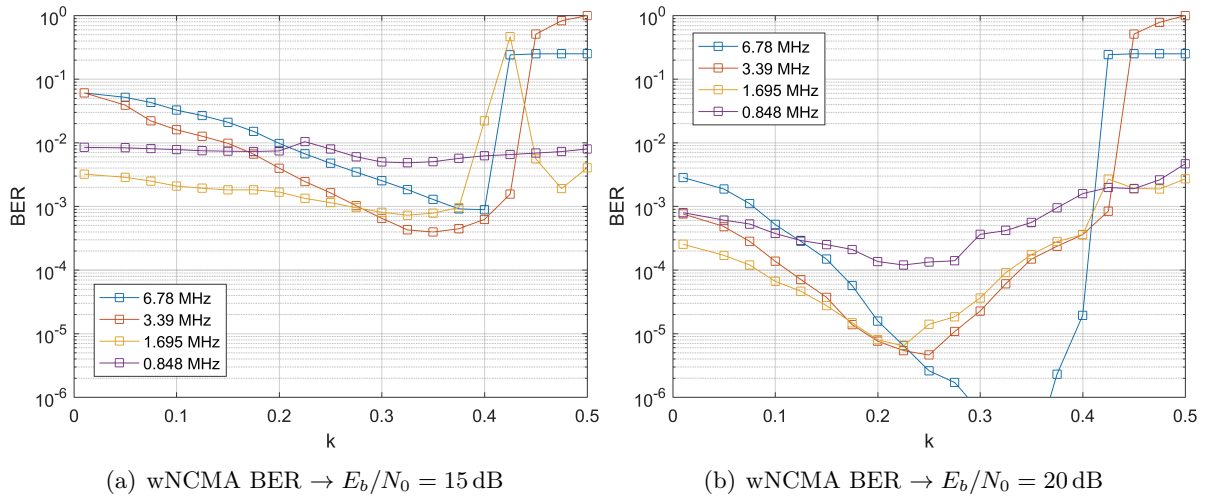 10^0
10^-1
10^-2
10^-3
10^-4
10^-5
10^-6
BER
6.78 MHz
3.39 MHz
1.695 MHz
0.848 MHz
0
0.1
0.2
0.3
0.4
0.5
k
(a) wNCMA BER → E_b/N_0 = 15 dB
10^0
10^-1
10^-2
10^-3
10^-4
10^-5
10^-6
BER
6.78 MHz
3.39 MHz
1.695 MHz
0.848 MHz
0
0.1
0.2
0.3
0.4
0.5
k
(b) wNCMA BER → E_b/N_0 = 20 dB